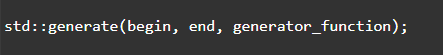 std::generate(begin, end, generator_function);